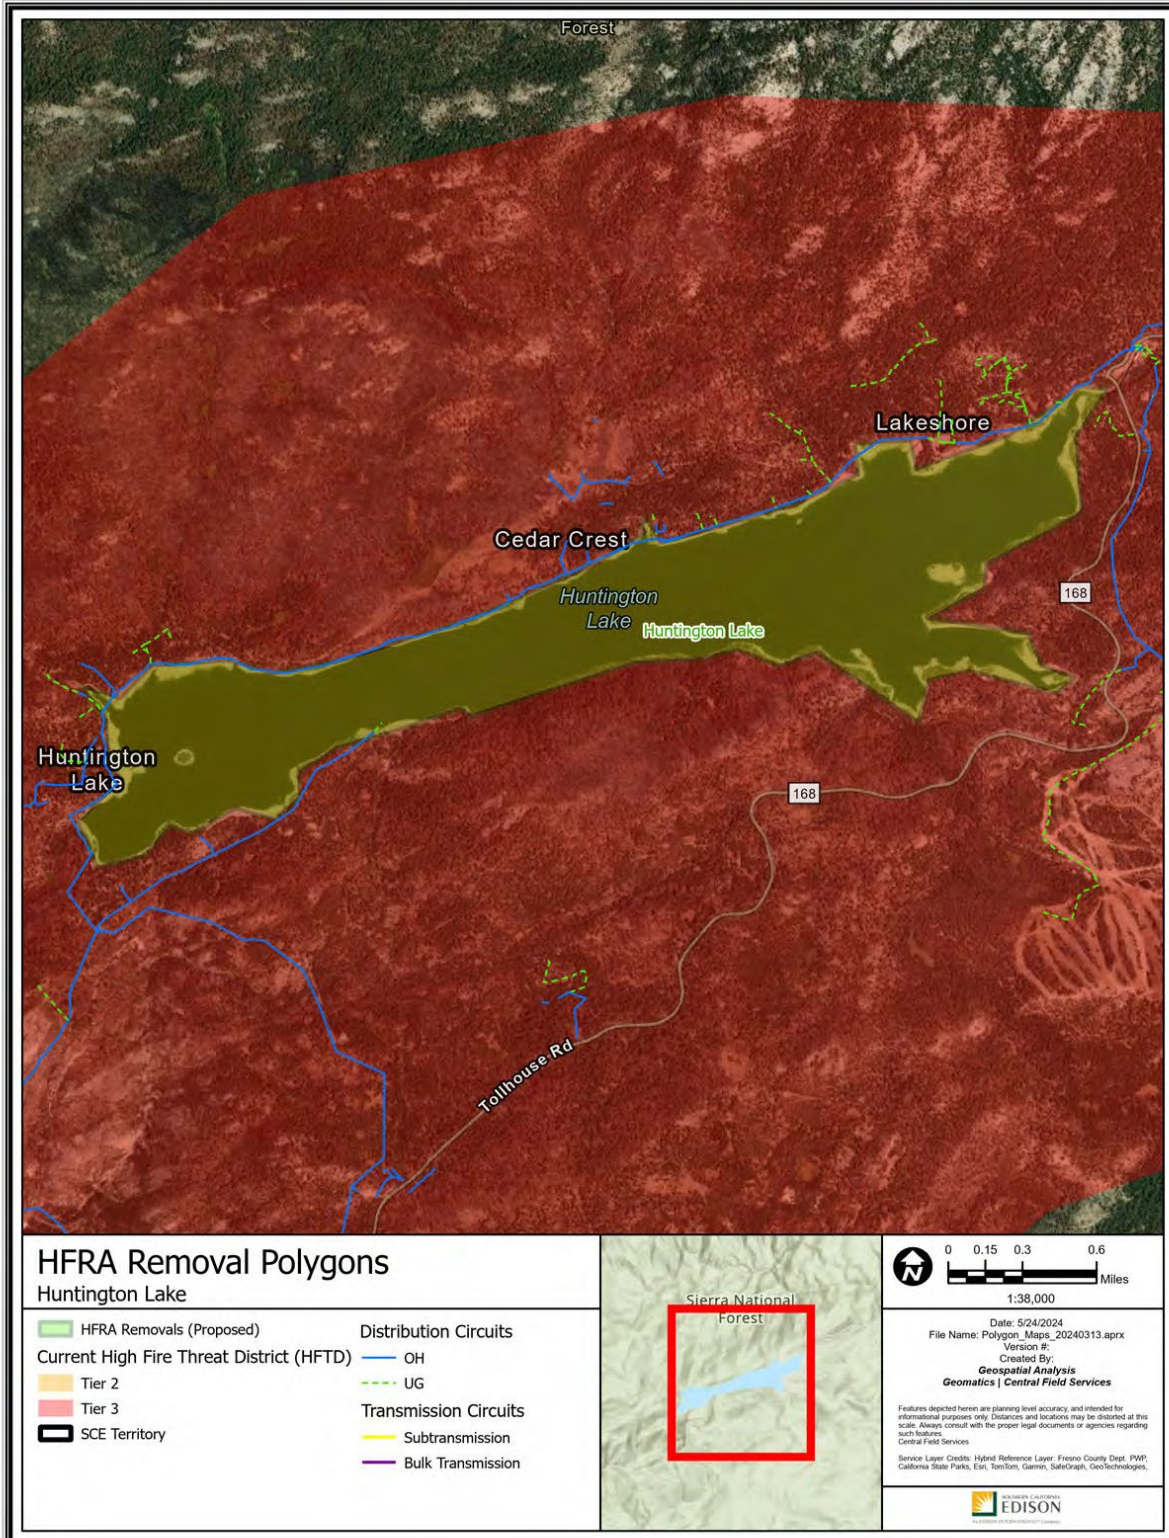 Forest
Lakeshore
Cedar Crest
Huntington
Lake
168
Huntington Lake
Huntington
Lake
168
Tollhouse Rd
HFRA Removal Polygons
Huntington Lake
HFRA Removals (Proposed)
Current High Fire Threat District (HFTD)
Tier 2
Tier 3
SCE Territory
Distribution Circuits
OH
UG
Transmission Circuits
Subtransmission
Bulk Transmission
Sierra National
Forest
N
0 0.15 0.3 0.6
Miles
1:38,000
Date: 5/24/2024
File Name: Polygon_Maps_20240313.aprx
Version #:
Created By:
Geospatial Analysis
Geomatics | Central Field Services
Features depicted herein are planning level accuracy, and intended for
informational purposes only. Distances and locations may be distorted at this
scale. Always consult with the proper legal documents or agencies regarding
such features.
Central Field Services
Service Layer Credits: Hybrid Reference Layer: Fresno County Dept. PWP,
California State Parks, Esri, TomTom, Garmin, SafeGraph, GeoTechnologies,
SOUTHERN CALIFORNIA
EDISON
An EDISON INTERNATIONAL® Company